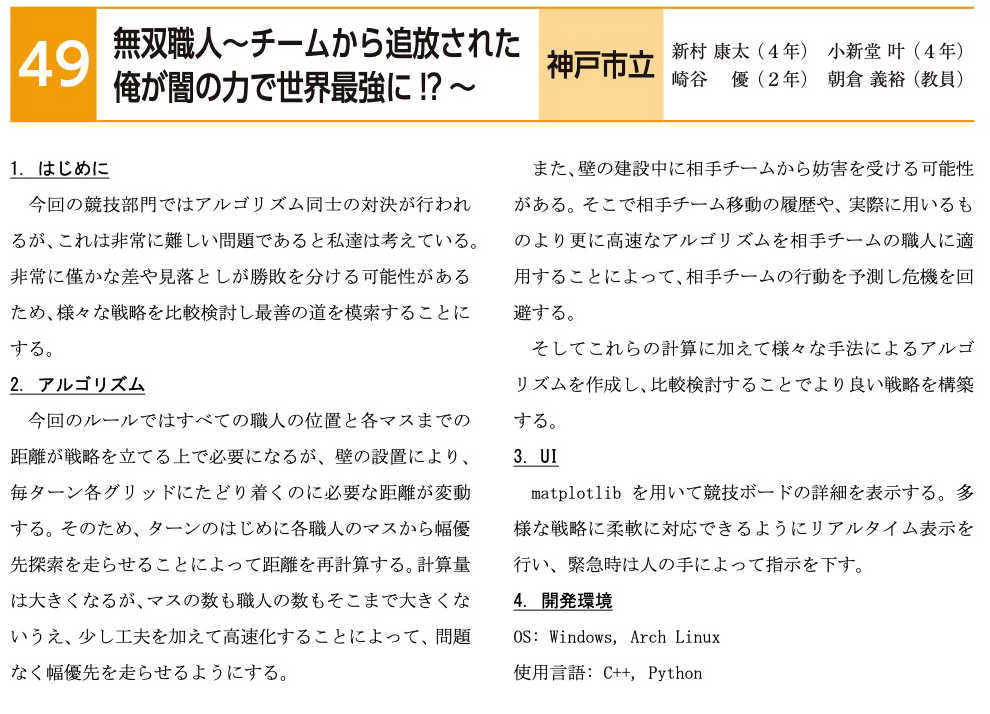 49
無双職人～チームから追放された
俺が闇の力で世界最強に!?～
神戸市立
新村 康太（４年） 小新堂 叶（４年）
崎谷 優（２年） 朝倉 義裕（教員）
1. はじめに
今回の競技部門ではアルゴリズム同士の対決が行われ
るが、これは非常に難しい問題であると私達は考えている。
非常に僅かな差や見落としが勝敗を分ける可能性がある
ため、様々な戦略を比較検討し最善の道を模索することに
する。
2. アルゴリズム
今回のルールではすべての職人の位置と各マスまでの
距離が戦略を立てる上で必要になるが、壁の設置により、
毎ターン各グリッドにたどり着くのに必要な距離が変動
する。そのため、ターンのはじめに各職人のマスから幅優
先探索を走らせることによって距離を再計算する。計算量
は大きくなるが、マスの数も職人の数もそこまで大きくな
いうえ、少し工夫を加えて高速化することによって、問題
なく幅優先を走らせるようにする。
また、壁の建設中に相手チームから妨害を受ける可能性
がある。そこで相手チーム移動の履歴や、実際に用いるも
のより更に高速なアルゴリズムを相手チームの職人に適
用することによって、相手チームの行動を予測し危機を回
避する。
そしてこれらの計算に加えて様々な手法によるアルゴ
リズムを作成し、比較検討することでより良い戦略を構築
する。
3. UI
matplotlib を用いて競技ボードの詳細を表示する。多
様な戦略に柔軟に対応できるようにリアルタイム表示を
行い、緊急時は人の手によって指示を下す。
4. 開発環境
OS: Windows, Arch Linux
使用言語: C++, Python